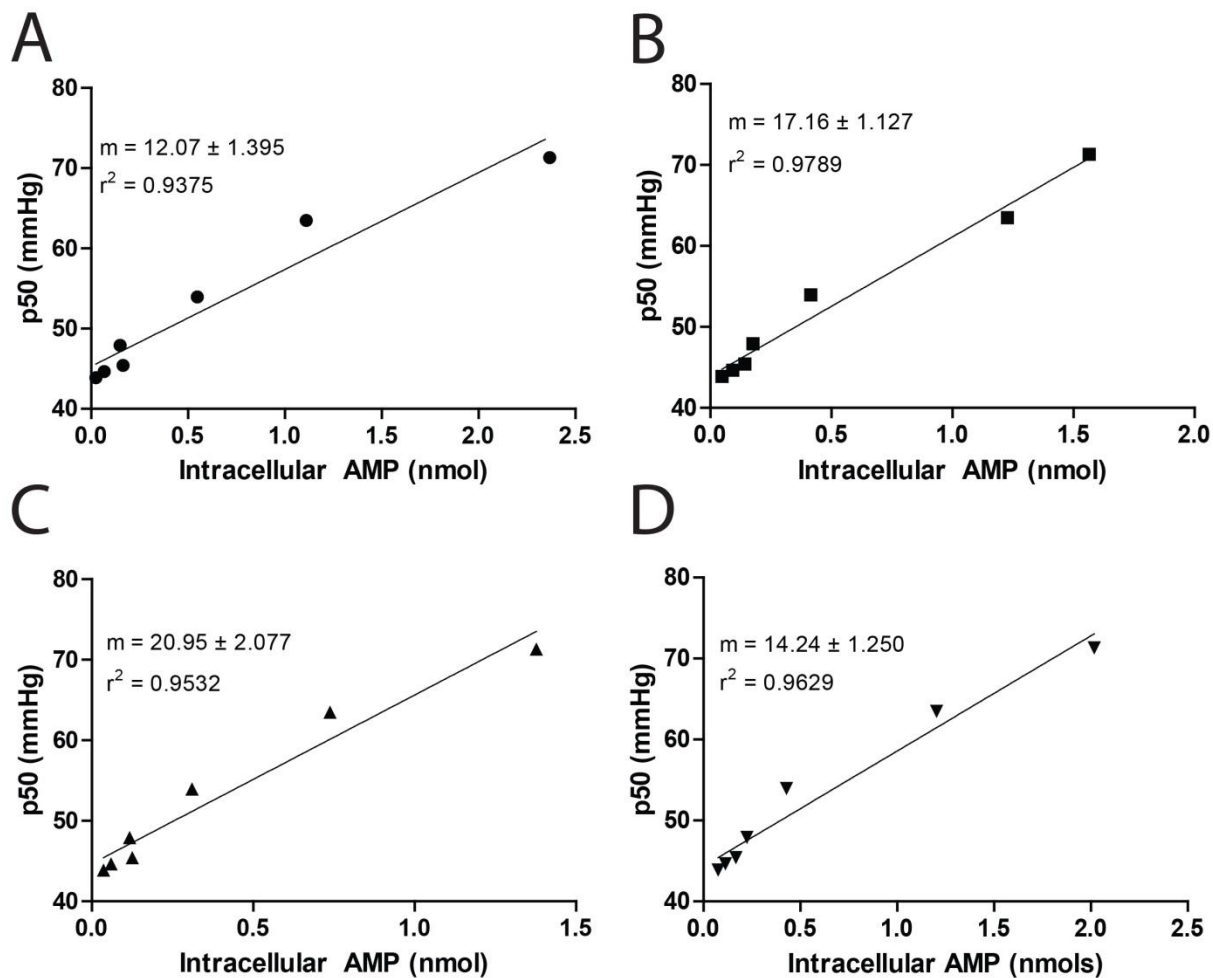 A
80
70
60
50
40
p50 (mmHg)
m = 12.07 ± 1.395
r² = 0.9375
0.0 0.5 1.0 1.5 2.0 2.5
Intracellular AMP (nmol)
B
80
70
60
50
40
p50 (mmHg)
m = 17.16 ± 1.127
r² = 0.9789
0.0 0.5 1.0 1.5 2.0
Intracellular AMP (nmol)
C
80
70
60
50
40
p50 (mmHg)
m = 20.95 ± 2.077
r² = 0.9532
0.0 0.5 1.0 1.5
Intracellular AMP (nmol)
D
80
70
60
50
40
p50 (mmHg)
m = 14.24 ± 1.250
r² = 0.9629
0.0 0.5 1.0 1.5 2.0 2.5
Intracellular AMP (nmols)